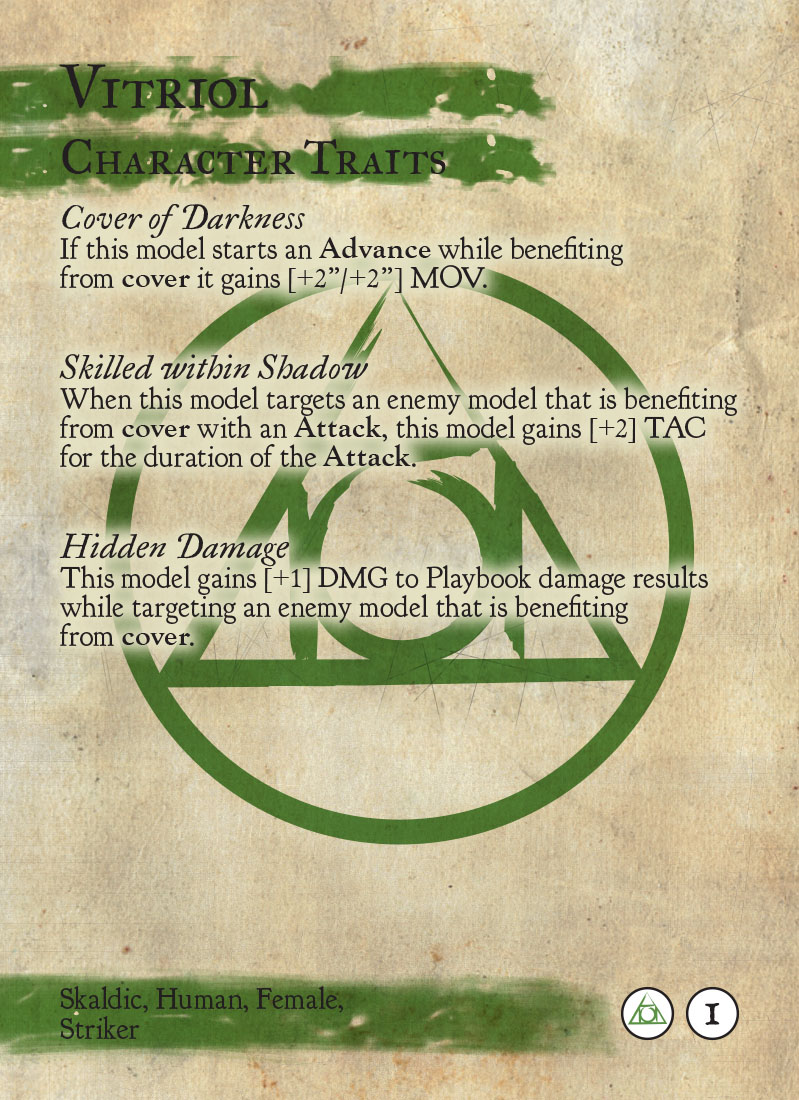 Vitriol
Character Traits
Cover of Darkness
If this model starts an Advance while benefiting
from cover it gains [+2”/+2”] MOV.
Skilled within Shadow
When this model targets an enemy model that is benefiting
from cover with an Attack, this model gains [+2] TAC
for the duration of the Attack.
Hidden Damage
This model gains [+1] DMG to Playbook damage results
while targeting an enemy model that is benefiting
from cover.
Skaldic, Human, Female,
Striker
1